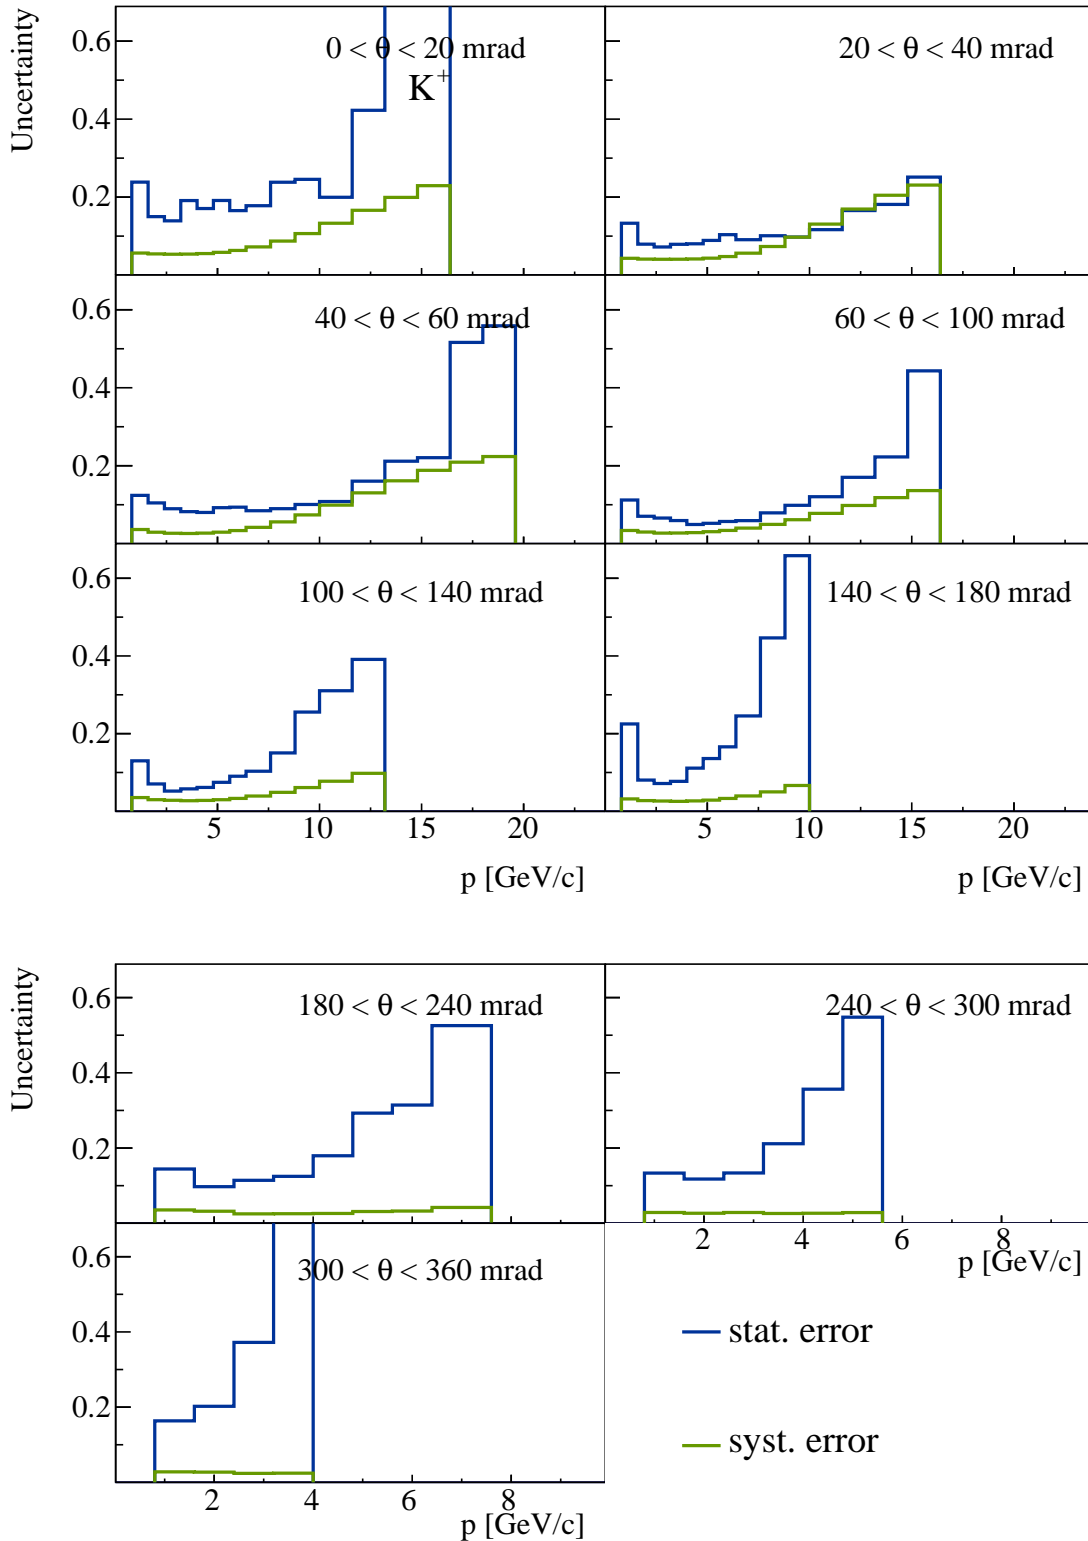 Uncertainty
0 < θ < 20 mrad
K+
20 < θ < 40 mrad
0.6
0.4
0.2
40 < θ < 60 mrad
60 < θ < 100 mrad
0.6
0.4
0.2
100 < θ < 140 mrad
140 < θ < 180 mrad
0.6
0.4
0.2
5 10 15 20
5 10 15 20
p [GeV/c]
p [GeV/c]
Uncertainty
180 < θ < 240 mrad
240 < θ < 300 mrad
0.6
0.4
0.2
2 4 6 8
p [GeV/c]
300 < θ < 360 mrad
0.6
0.4
0.2
2 4 6 8
p [GeV/c]
stat. error
syst. error